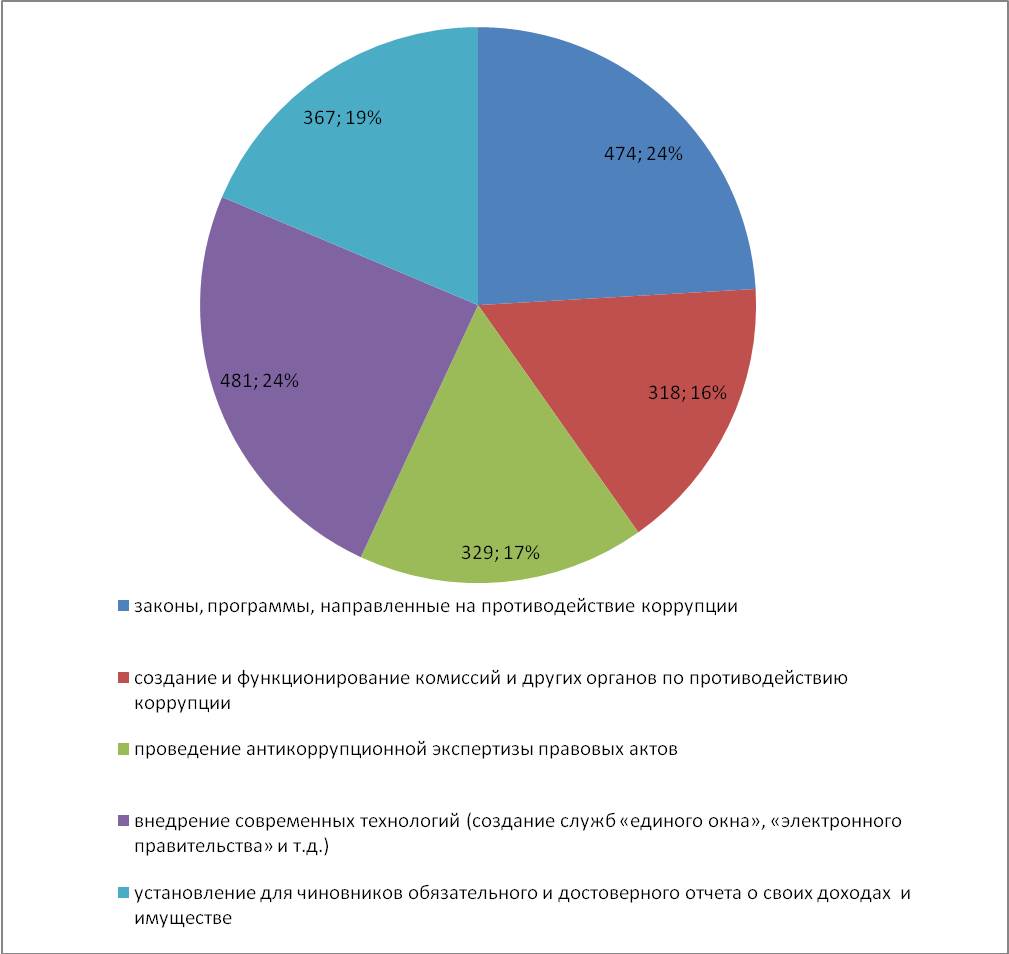 367; 19%
474; 24%
481; 24%
318; 16%
329; 17%
законы, программы, направленные на противодействие коррупции
создание и функционирование комиссий и других органов по противодействию
коррупции
проведение антикоррупционной экспертизы правовых актов
внедрение современных технологий (создание служб «единого окна», «электронного
правительства» и т.д.)
установление для чиновников обязательного и достоверного отчета о своих доходах и
имуществе